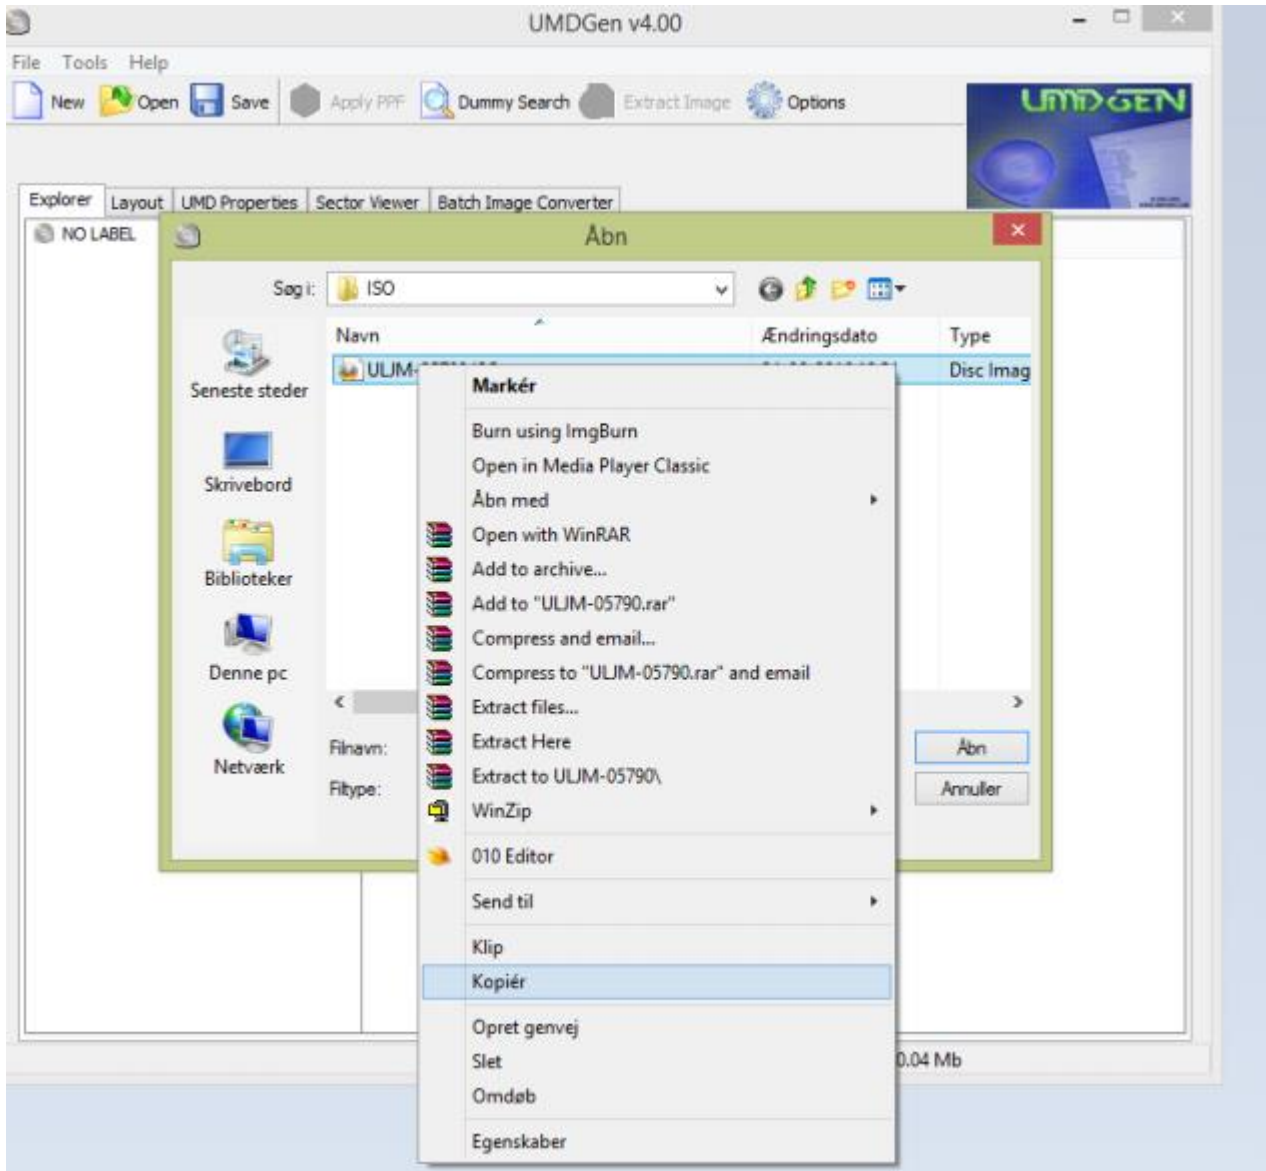 UMDGen v4.00
File Tools Help
New Open Save Apply PPF Dummy Search Extract Image Options
UMDGEN
Explorer Layout UMD Properties Sector Viewer Batch Image Converter
NO LABEL
Åbn
Søg i: ISO
Navn Ændringsdato Type
ULJM- Disc Imag
Seneste steder
Skrivebord
Biblioteker
Denne pc
Netværk
Filnavn: Åbn
Filtype: Annuller
Markér
Burn using ImgBurn
Open in Media Player Classic
Åbn med
Open with WinRAR
Add to archive...
Add to "ULJM-05790.rar"
Compress and email...
Compress to "ULJM-05790.rar" and email
Extract files...
Extract Here
Extract to ULJM-05790\
WinZip
010 Editor
Send til
Klip
Kopiér
Opret genvej
Slet
Omdøb
Egenskaber
0.04 Mb